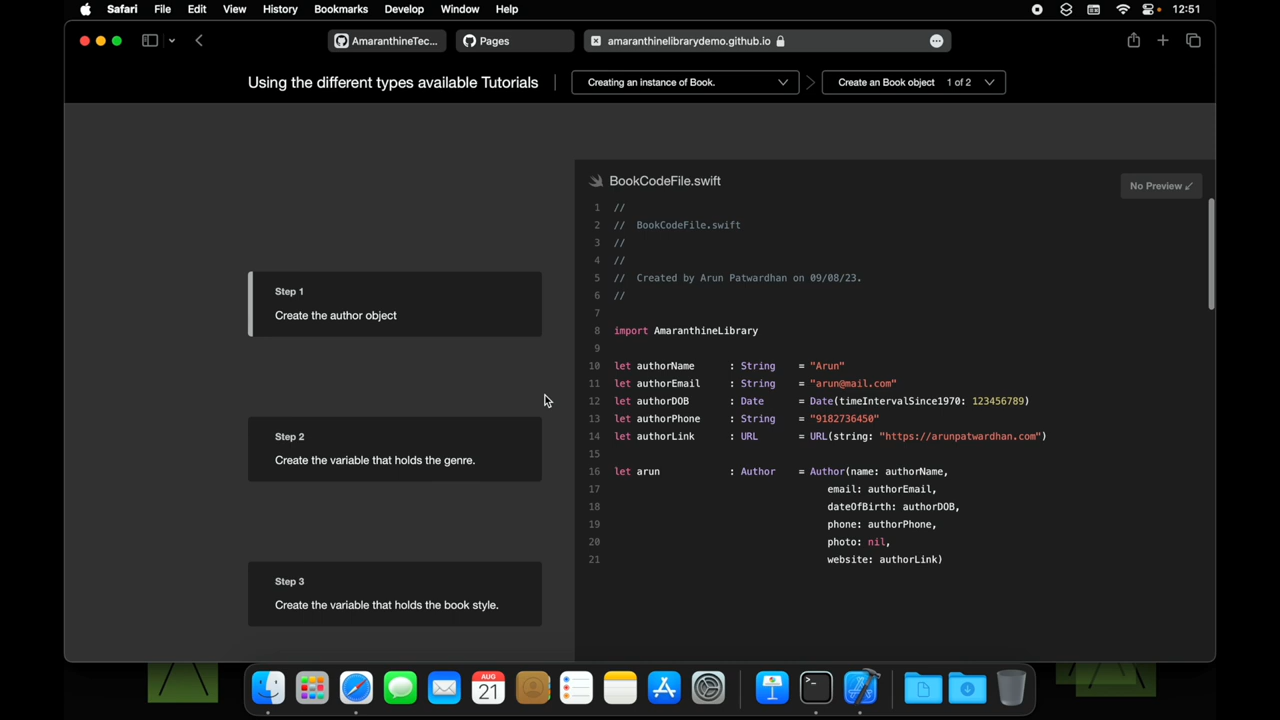 Safari File Edit View History Bookmarks Develop Window Help 12:51
AmaranthineTec... Pages amaranthinelibrarydemo.github.io
Using the different types available Tutorials Creating an instance of Book. Create an Book object 1 of 2
BookCodeFile.swift
No Preview
Step 1
Create the author object
Step 2
Create the variable that holds the genre.
Step 3
Create the variable that holds the book style.
1 //
2 // BookCodeFile.swift
3 //
4 //
5 // Created by Arun Patwardhan on 09/08/23.
6 //
7
8 import AmaranthineLibrary
9
10 let authorName : String = "Arun"
11 let authorEmail : String = "arun@mail.com"
12 let authorDOB : Date = Date(timeIntervalSince1970: 123456789)
13 let authorPhone : String = "9182736450"
14 let authorLink : URL = URL(string: "https://arunpatwardhan.com")
15
16 let arun : Author = Author(name: authorName,
17 email: authorEmail,
18 dateOfBirth: authorDOB,
19 phone: authorPhone,
20 photo: nil,
21 website: authorLink)
AUG
21